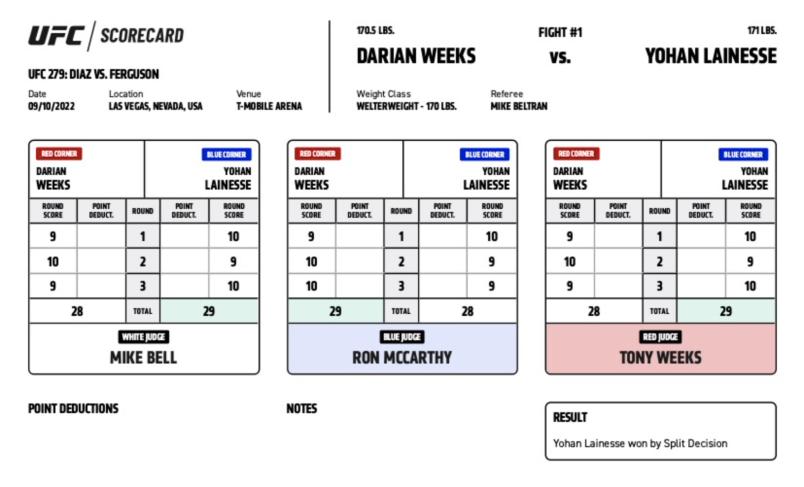 UFC / SCORECARD
UFC 279: DIAZ VS. FERGUSON
Date Location Venue
09/10/2022 LAS VEGAS, NEVADA, USA T-MOBILE ARENA
170.5 LBS. FIGHT #1 171 LBS.
DARIAN WEEKS vs. YOHAN LAINESSE
Weight Class Referee
WELTERWEIGHT - 170 LBS. MIKE BELTRAN
RED CORNER BLUE CORNER
DARIAN YOHAN
WEEKS LAINESSE
ROUND SCORE POINT DEDUCT. ROUND POINT DEDUCT. ROUND SCORE
9 1 10
10 2 9
9 3 10
28 TOTAL 29
WHITE JUDGE
MIKE BELL
RED CORNER BLUE CORNER
DARIAN YOHAN
WEEKS LAINESSE
ROUND SCORE POINT DEDUCT. ROUND POINT DEDUCT. ROUND SCORE
9 1 10
10 2 9
10 3 9
29 TOTAL 28
BLUE JUDGE
RON MCCARTHY
RED CORNER BLUE CORNER
DARIAN YOHAN
WEEKS LAINESSE
ROUND SCORE POINT DEDUCT. ROUND POINT DEDUCT. ROUND SCORE
9 1 10
10 2 9
9 3 10
28 TOTAL 29
RED JUDGE
TONY WEEKS
POINT DEDUCTIONS
NOTES
RESULT
Yohan Lainesse won by Split Decision